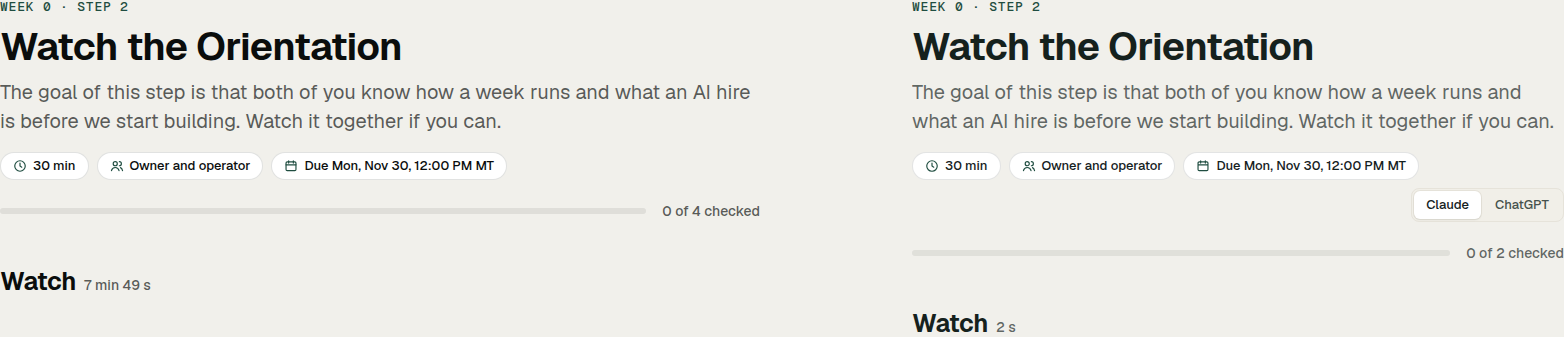 WEEK 0 · STEP 2
Watch the Orientation
The goal of this step is that both of you know how a week runs and what an AI hire
is before we start building. Watch it together if you can.
30 min
Owner and operator
Due Mon, Nov 30, 12:00 PM MT
0 of 4 checked
Watch 7 min 49 s
WEEK 0 · STEP 2
Watch the Orientation
The goal of this step is that both of you know how a week runs and
what an AI hire is before we start building. Watch it together if you can.
30 min
Owner and operator
Due Mon, Nov 30, 12:00 PM MT
Claude
ChatGPT
0 of 2 checked
Watch 2 s